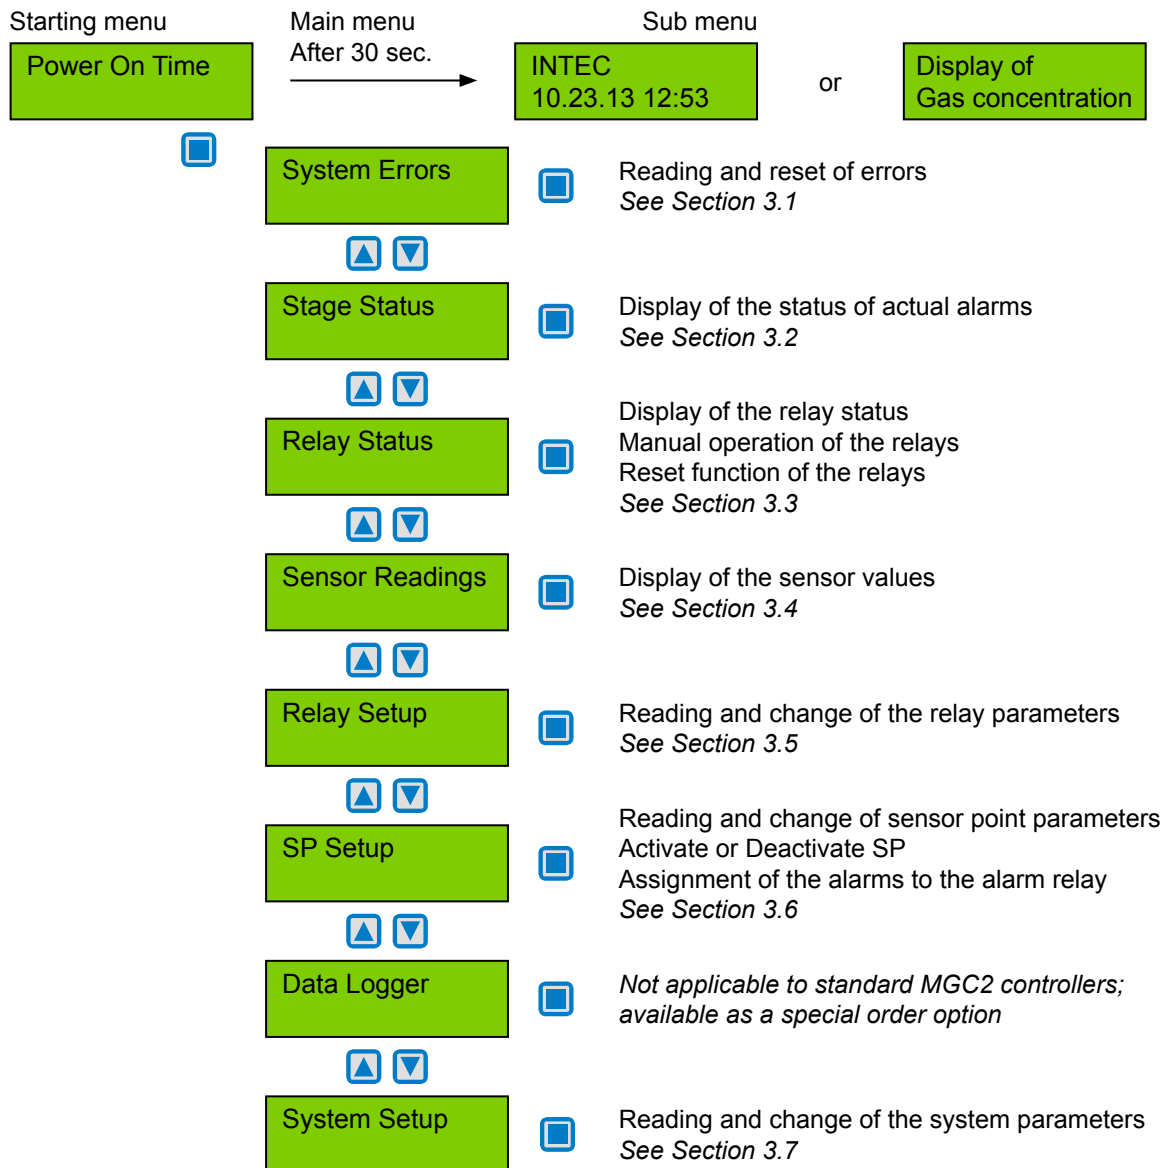 Starting menu
Main menu
Sub menu
Power On Time
After 30 sec.
INTEC
10.23.13 12:53
or
Display of
Gas concentration
System Errors
Reading and reset of errors
See Section 3.1
Stage Status
Display of the status of actual alarms
See Section 3.2
Relay Status
Display of the relay status
Manual operation of the relays
Reset function of the relays
See Section 3.3
Sensor Readings
Display of the sensor values
See Section 3.4
Relay Setup
Reading and change of the relay parameters
See Section 3.5
SP Setup
Reading and change of sensor point parameters
Activate or Deactivate SP
Assignment of the alarms to the alarm relay
See Section 3.6
Data Logger
Not applicable to standard MGC2 controllers;
available as a special order option
System Setup
Reading and change of the system parameters
See Section 3.7